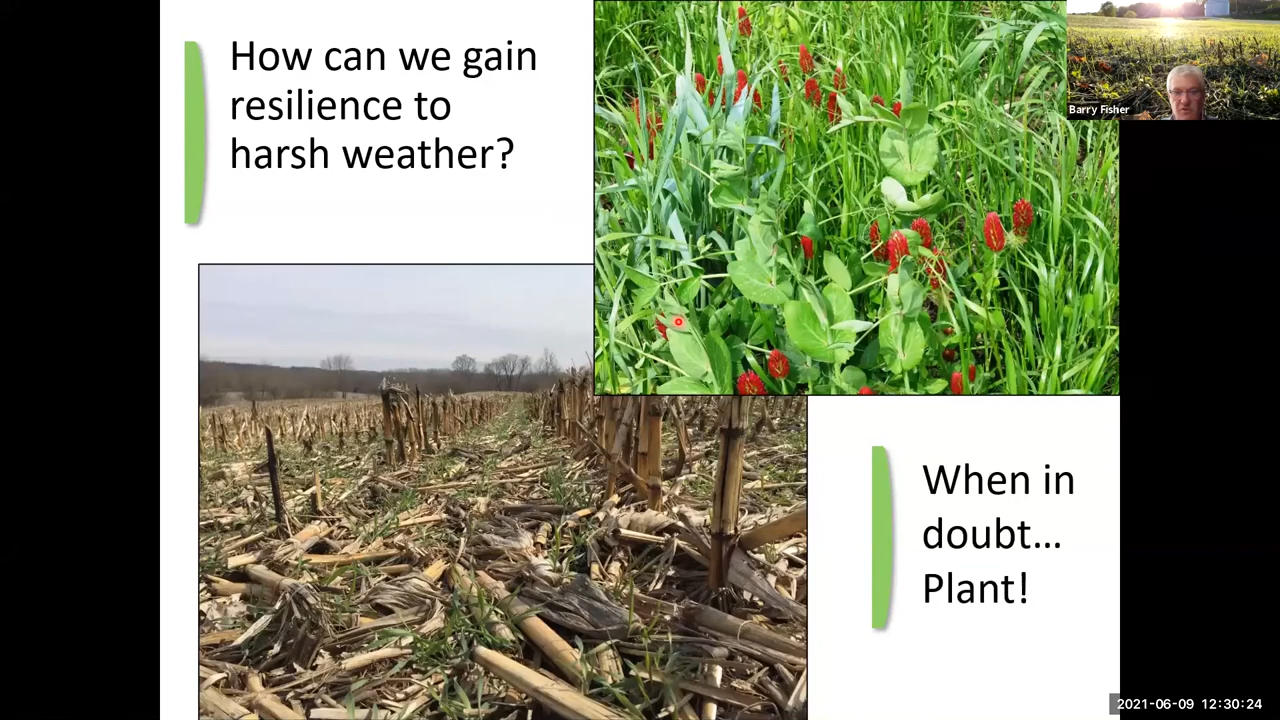 How can we gain
resilience to
harsh weather?
Barry Fisher
When in
doubt...
Plant!
2021-06-09 12:30:24